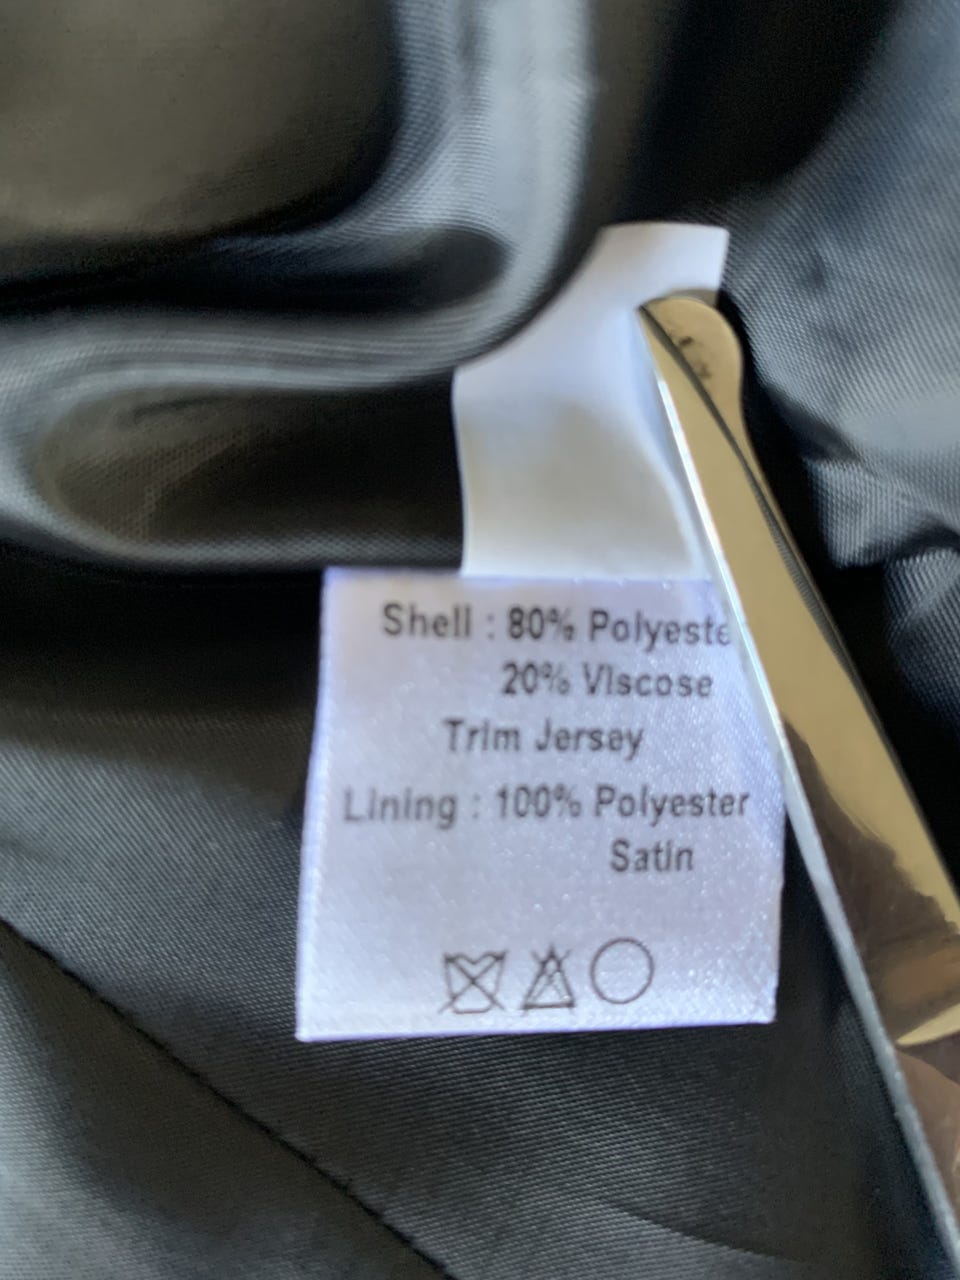 Shell : 80% Polyeste
20% VIscose
TrIm Jersey
Lining : 100% Polyester
SatIn